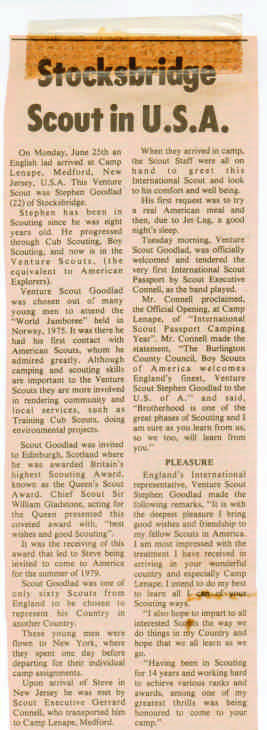 Stocksbridge
Scout in U.S.A.
On Monday, June 25th an
English lad arrived at Camp
Lenape, Medford, New
Jersey, U.S.A. This Venture
Scout was Stephen Goodlad
(22) of Stocksbridge.
Stephan has been in
Scouting since he was eight
years old. He progressed
through Cub Scouting, Boy
Scouting, and now is in the
Venture Scouts, (the
equivalent to American
Explorers).
Venture Scout Goodlad
was chosen out of many
young men to attend the
"World Jamboree" held in
Norway, 1975. It was there he
had his first contact with
American Scouts, whom he
admired greatly. Although
camping and scouting skills
are important to the Venture
Scouts they are more involved
in rendering community and
local services, such as
Training Cub Scouts, doing
environmental projects.
Scout Goodlad was invited
to Edinburgh, Scotland where
he was awarded Britain's
highest Scouting Award,
known as the Queen's Scout
Award. Chief Scout Sir
William Gladstone, acting for
the Queen presented this
coveted award with, "best
wishes and good Scouting".
It was the receiving of this
award that led to Steve being
invited to come to America
for the summer of 1979.
Scout Goodlad was one of
only sixty Scouts from
England to be chosen to
represent his Country in
another Country.
These young men were
flown to New York, where
they spent one day before
departing for their individual
camp assignments.
Upon arrival of Steve in
New Jersey he was met by
Scout Executive Gerrard
Connell, who transported him
to Camp Lenape, Medford.
When they arrived in camp,
the Scout Staff were all on
hand to greet this
International Scout and look
to his comfort and well being.
His first request was to try
a real American meal and
then, due to Jet-Lag, a good
night's sleep.
Tuesday morning, Venture
Scout Goodlad, was officially
welcomed and tendered the
very first International Scout
Passport by Scout Executive
Connell, as the band played.
Mr. Connell proclaimed,
the Official Opening, at Camp
Lenape, of "International
Scout Passport Camping
Year". Mr. Connell made the
statement, "The Burlington
County Council, Boy Scouts
of America welcomes
England's finest, Venture
Scout Stephen Goodlad to the
U.S. of A." and said,
"Brotherhood is one of the
great phases of Scouting and I
am sure as you learn from us,
so we too, will learn from
you."
PLEASURE
England's International
representative, Venture Scout
Stephen Goodlad made the
following remarks, "It is with
the deepest pleasure I bring
good wishes and friendship to
my fellow Scouts in America.
I am most impressed with the
treatment I have received in
arriving in your wonderful
country and especially Camp
Lenape. I intend to do my best
to learn all I can of your
Scouting ways.
"I also hope to impart to all
interested Scouts the way we
do things in my Country and
hope that we all learn as we
go.
"Having been in Scouting
for 14 years and working hard
to achieve various ranks and
awards, among one of my
greatest thrills was being
honoured to come to your
camp."